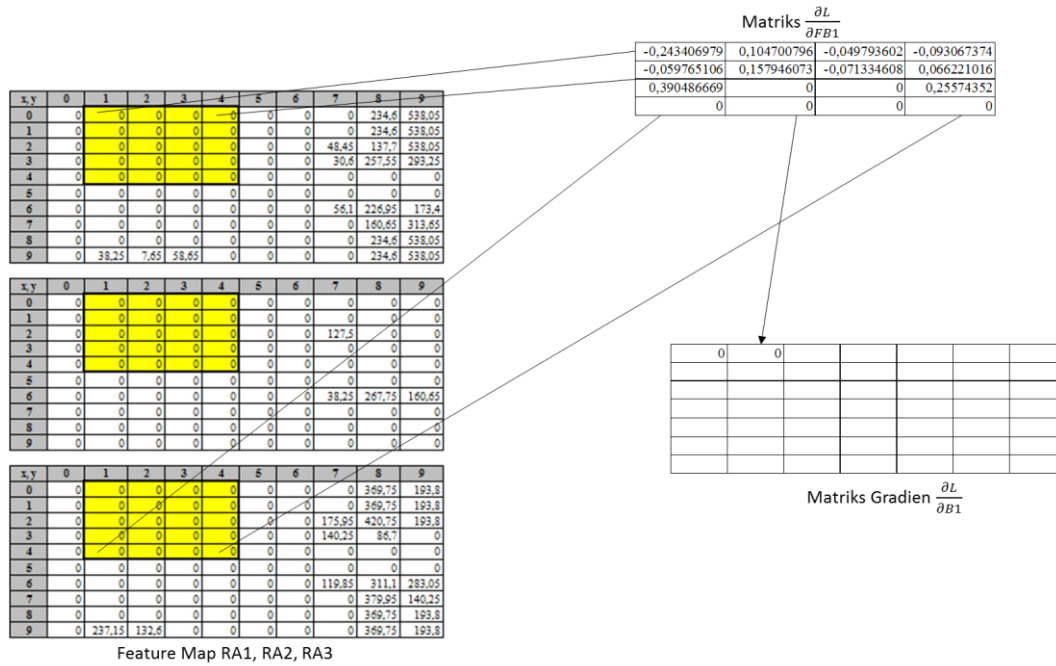 Matriks ∂L/∂FB1
-0,243406979 0,104700796 -0,049793602 -0,093067374
-0,059765106 0,157946073 -0,071334608 0,066221016
0,390486669 0 0 0,25574352
0 0 0 0
x, y 0 1 2 3 4 5 6 7 8 9
0 0 0 0 0 0 0 0 0 234,6 538,05
1 0 0 0 0 0 0 0 0 234,6 538,05
2 0 0 0 0 0 0 0 48,45 137,7 538,05
3 0 0 0 0 0 0 0 30,6 257,55 293,25
4 0 0 0 0 0 0 0 0 0 0
5 0 0 0 0 0 0 0 0 0 0
6 0 0 0 0 0 0 0 56,1 226,95 173,4
7 0 0 0 0 0 0 0 0 160,65 313,65
8 0 0 0 0 0 0 0 0 234,6 538,05
9 0 38,25 7,65 58,65 0 0 0 0 234,6 538,05
x, y 0 1 2 3 4 5 6 7 8 9
0 0 0 0 0 0 0 0 0 0 0
1 0 0 0 0 0 0 0 0 0 0
2 0 0 0 0 0 0 0 127,5 0 0
3 0 0 0 0 0 0 0 0 0 0
4 0 0 0 0 0 0 0 0 0 0
5 0 0 0 0 0 0 0 0 0 0
6 0 0 0 0 0 0 0 38,25 267,75 160,65
7 0 0 0 0 0 0 0 0 0 0
8 0 0 0 0 0 0 0 0 0 0
9 0 0 0 0 0 0 0 0 0 0
x, y 0 1 2 3 4 5 6 7 8 9
0 0 0 0 0 0 0 0 0 369,75 193,8
1 0 0 0 0 0 0 0 0 369,75 193,8
2 0 0 0 0 0 0 0 175,95 420,75 193,8
3 0 0 0 0 0 0 0 140,25 86,7 0
4 0 0 0 0 0 0 0 0 0 0
5 0 0 0 0 0 0 0 0 0 0
6 0 0 0 0 0 0 0 119,85 311,1 283,05
7 0 0 0 0 0 0 0 0 379,95 140,25
8 0 0 0 0 0 0 0 0 369,75 193,8
9 0 237,15 132,6 0 0 0 0 0 369,75 193,8
Feature Map RA1, RA2, RA3
0 0
Matriks Gradien ∂L/∂B1